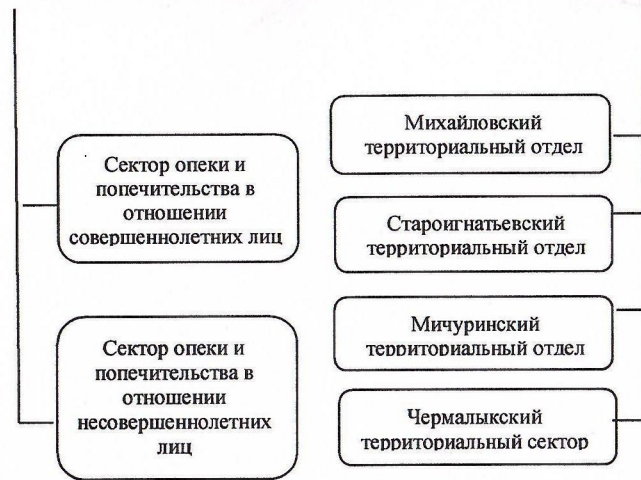 Сектор опеки и
попечительства в
отношении
совершеннолетних лиц
Сектор опеки и
попечительства в
отношении
несовершеннолетних
лиц
Михайловский
территориальный отдел
Староигнатьевский
территориальный отдел
Мичуринский
территориальный отдел
Чермалыкский
территориальный сектор